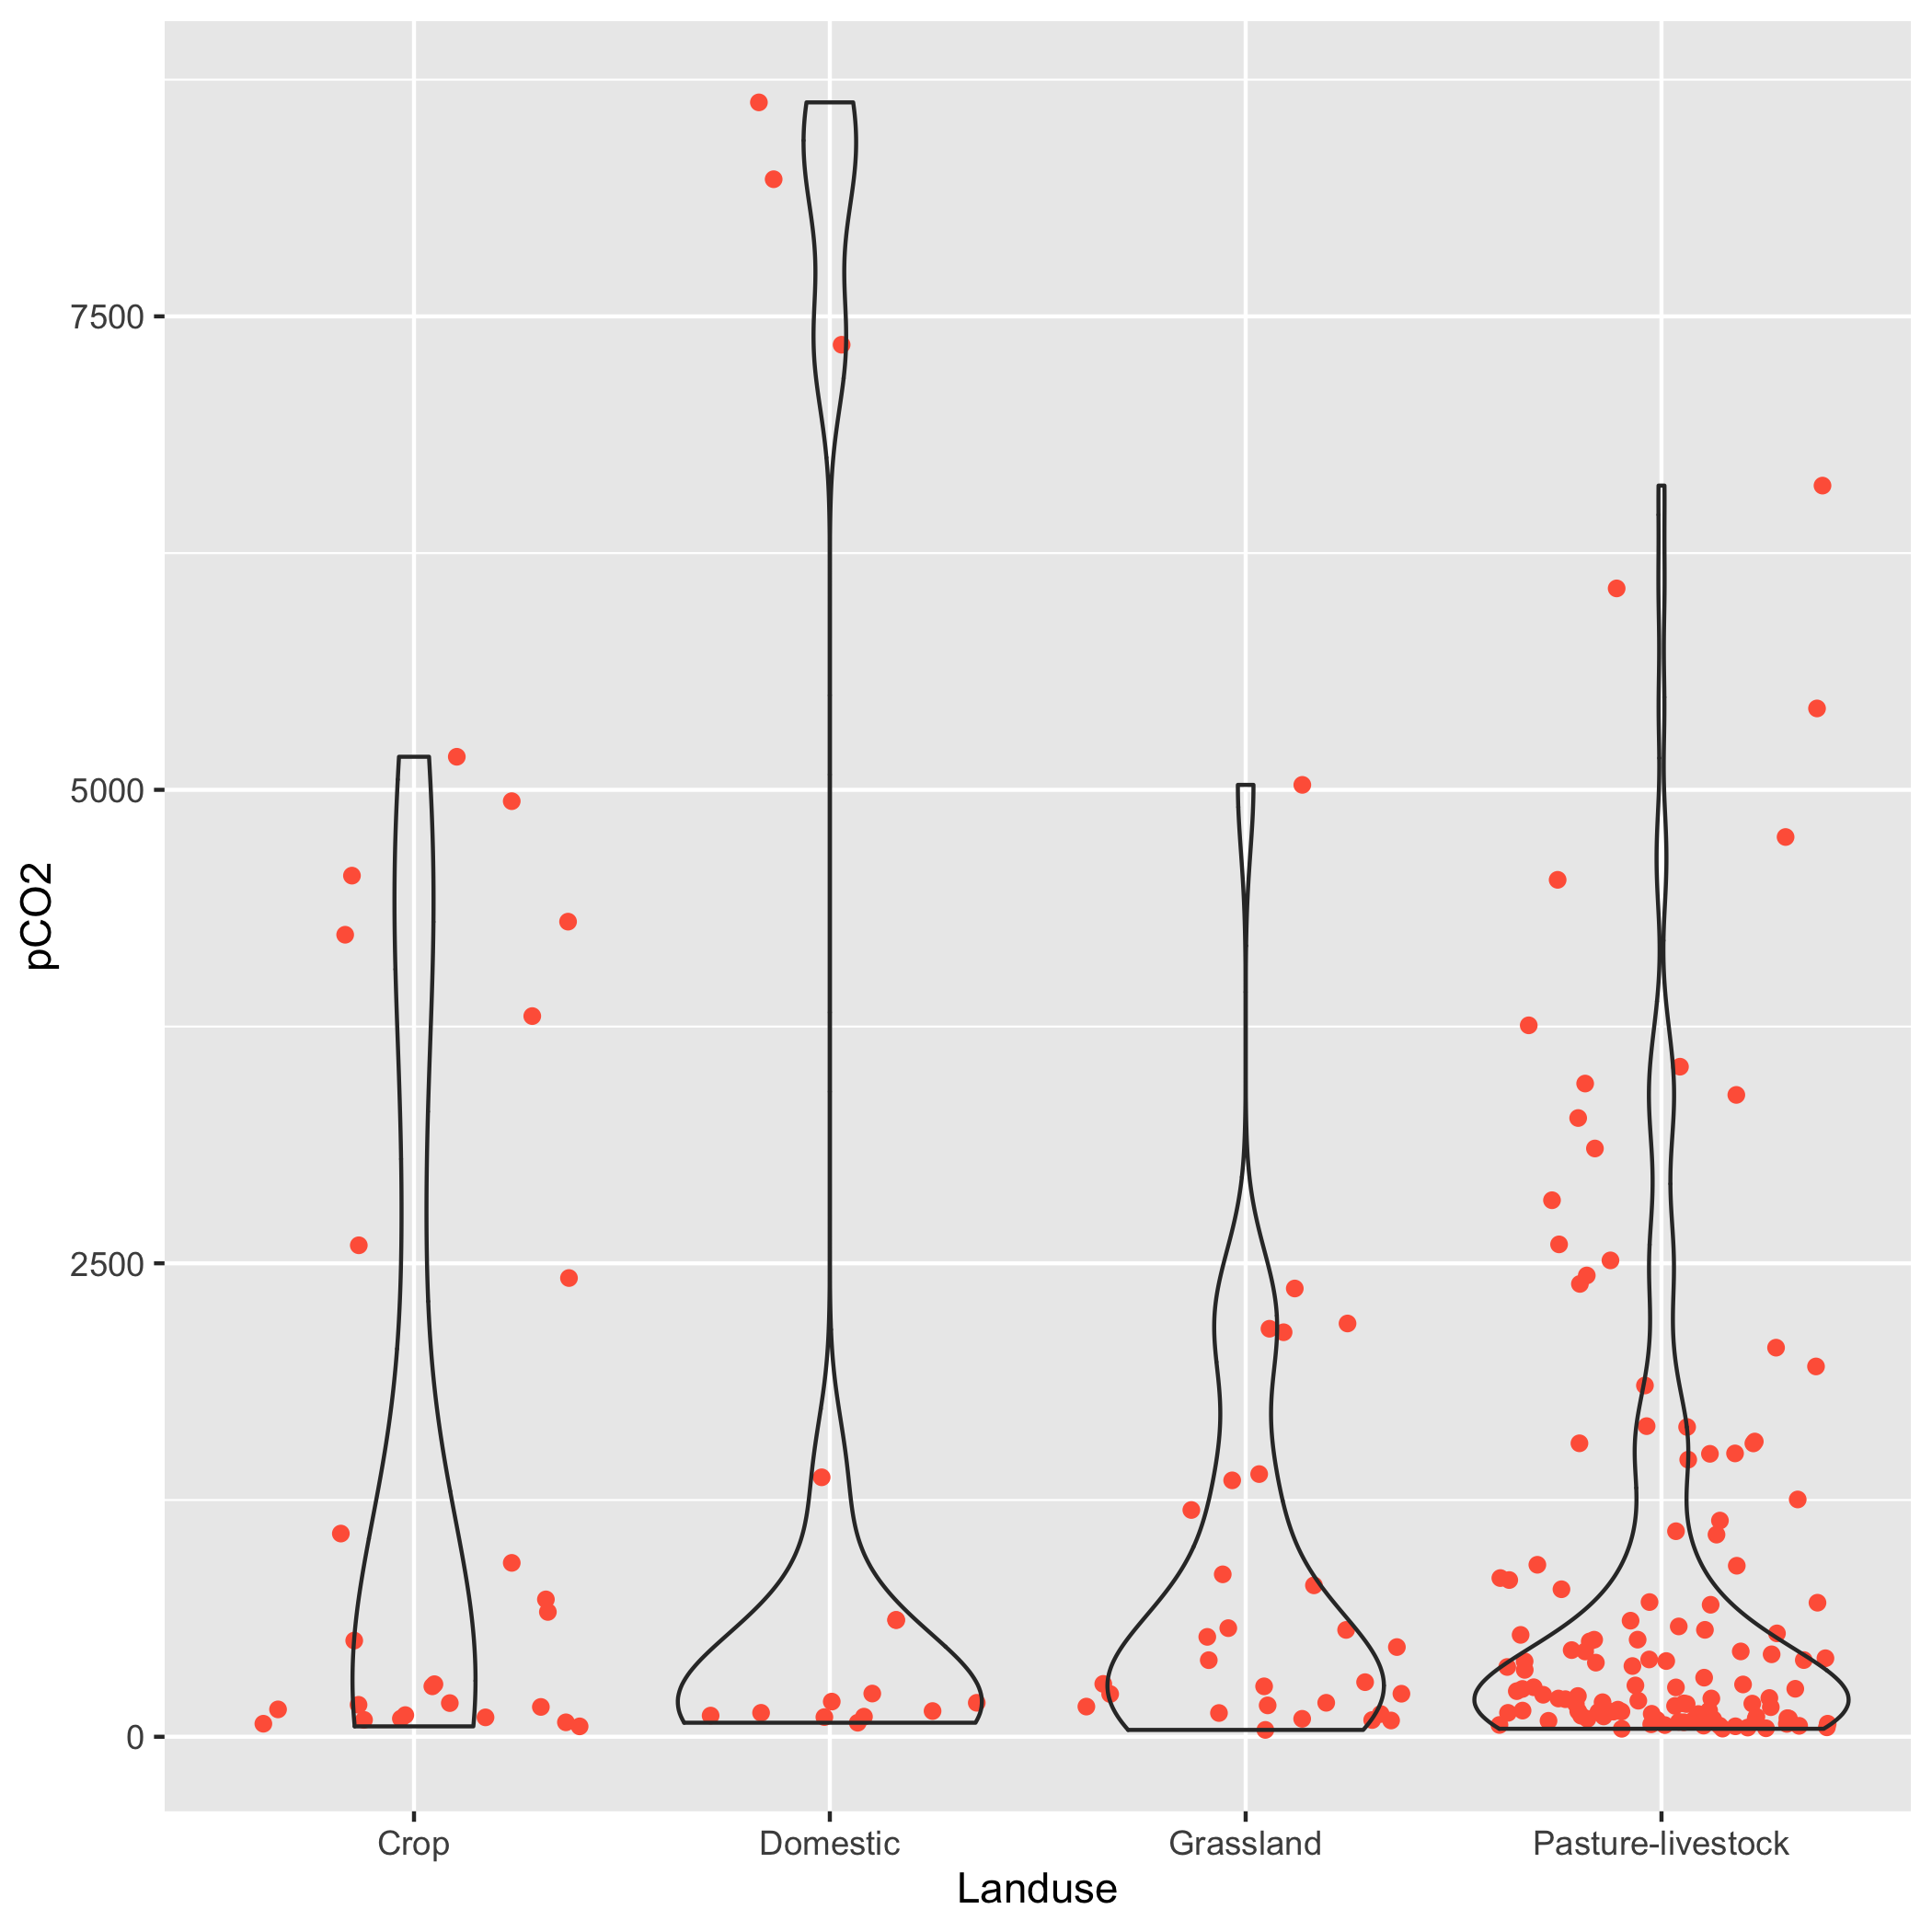 pCO2
7500
5000
2500
0
Crop
Domestic
Grassland
Pasture-livestock
Landuse